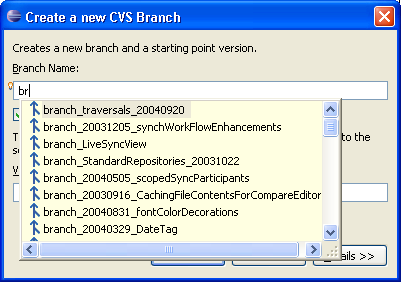 Create a new CVS Branch
Creates a new branch and a starting point version.
Branch Name:
br
branch_traversals_20040920
branch_20031205_synchWorkFlowEnhancements
branch_LiveSyncView
branch_StandardRepositories_20031022
branch_20040505_scopedSyncParticipants
branch_20030916_CachingFileContentsForCompareEditor
branch_20040831_fontColorDecorations
branch_20040329_DateTag
to the
>>